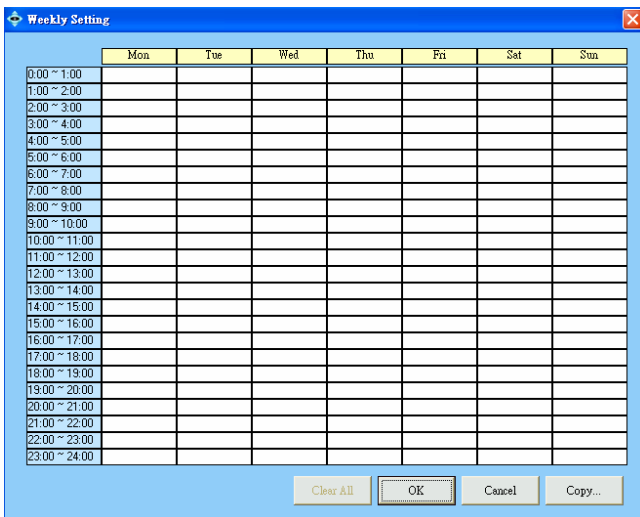 Weekly Setting
Mon Tue Wed Thu Fri Sat Sun
0:00 ~ 1:00
1:00 ~ 2:00
2:00 ~ 3:00
3:00 ~ 4:00
4:00 ~ 5:00
5:00 ~ 6:00
6:00 ~ 7:00
7:00 ~ 8:00
8:00 ~ 9:00
9:00 ~ 10:00
10:00 ~ 11:00
11:00 ~ 12:00
12:00 ~ 13:00
13:00 ~ 14:00
14:00 ~ 15:00
15:00 ~ 16:00
16:00 ~ 17:00
17:00 ~ 18:00
18:00 ~ 19:00
19:00 ~ 20:00
20:00 ~ 21:00
21:00 ~ 22:00
22:00 ~ 23:00
23:00 ~ 24:00
Clear All OK Cancel Copy...